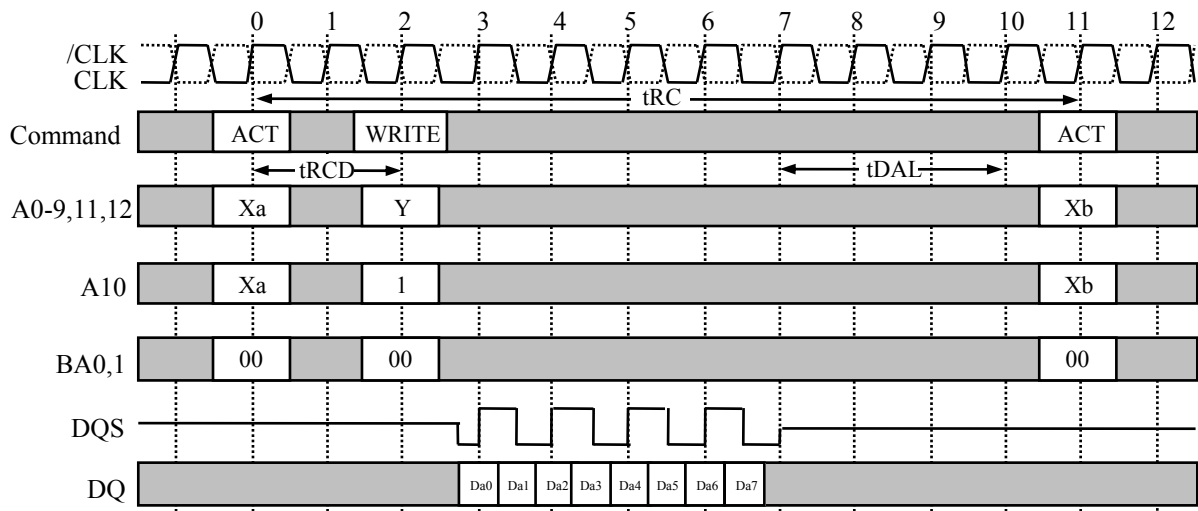 0 1 2 3 4 5 6 7 8 9 10 11 12
/CLK
CLK
tRC
Command ACT WRITE ACT
tRCD tDAL
A0-9,11,12 Xa Y Xb
A10 Xa 1 Xb
BA0,1 00 00 00
DQS
DQ Da0 Da1 Da2 Da3 Da4 Da5 Da6 Da7